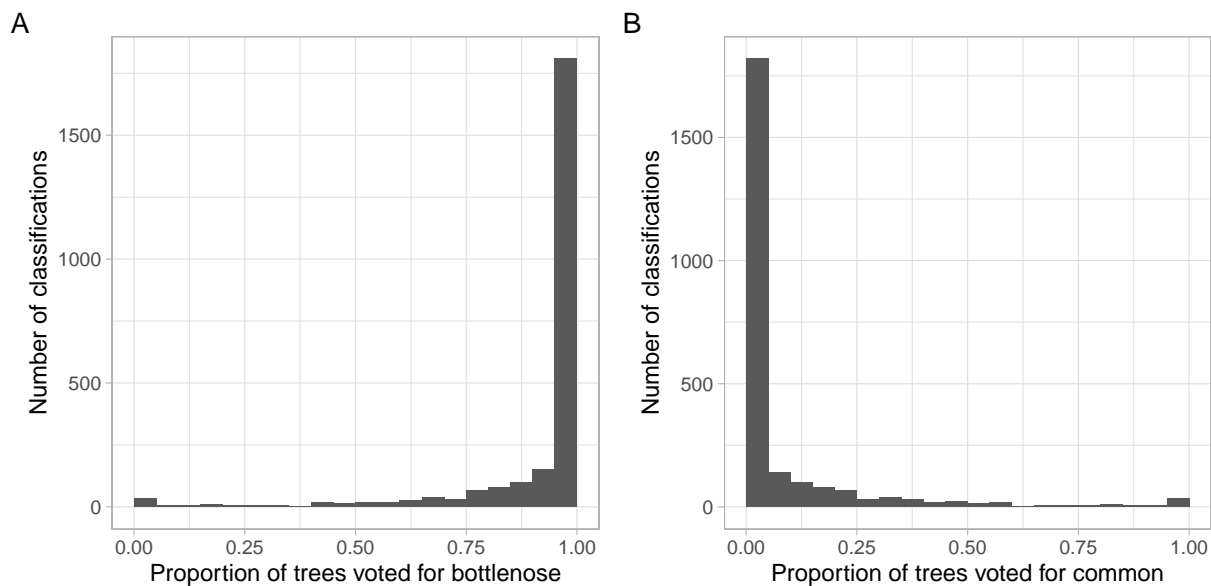 A
Number of classifications
1500
1000
500
0
0.00 0.25 0.50 0.75 1.00
Proportion of trees voted for bottlenose
B
Number of classifications
1500
1000
500
0
0.00 0.25 0.50 0.75 1.00
Proportion of trees voted for common